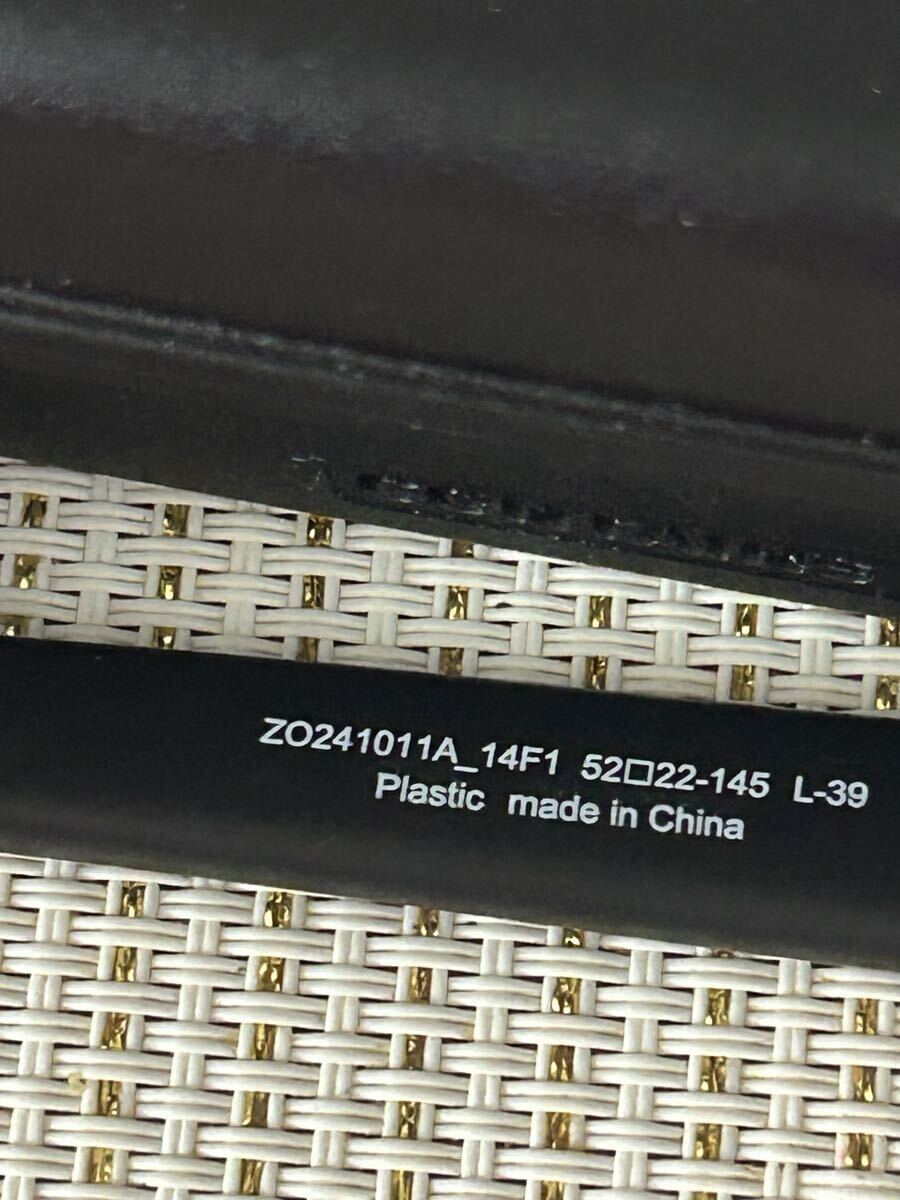 ZO241011A_14F1 52□22-145 L-39
Plastic made in China